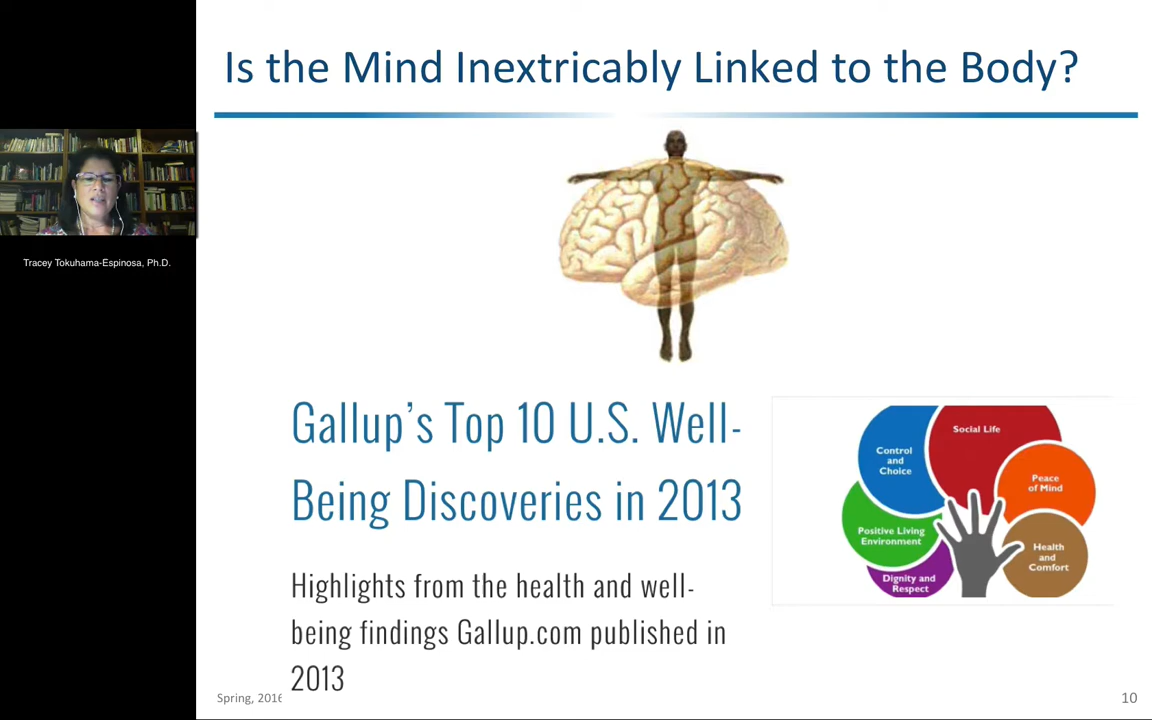 Is the Mind Inextricably Linked to the Body?
Tracey Tokuhama-Espinosa, Ph.D.
Gallup's Top 10 U.S. Well-
Being Discoveries in 2013
Highlights from the health and well-
being findings Gallup.com published in
2013
Social Life
Control
and
Choice
Peace
of Mind
Positive Living
Environment
Health
and
Comfort
Dignity and
Respect
Spring, 2016
10